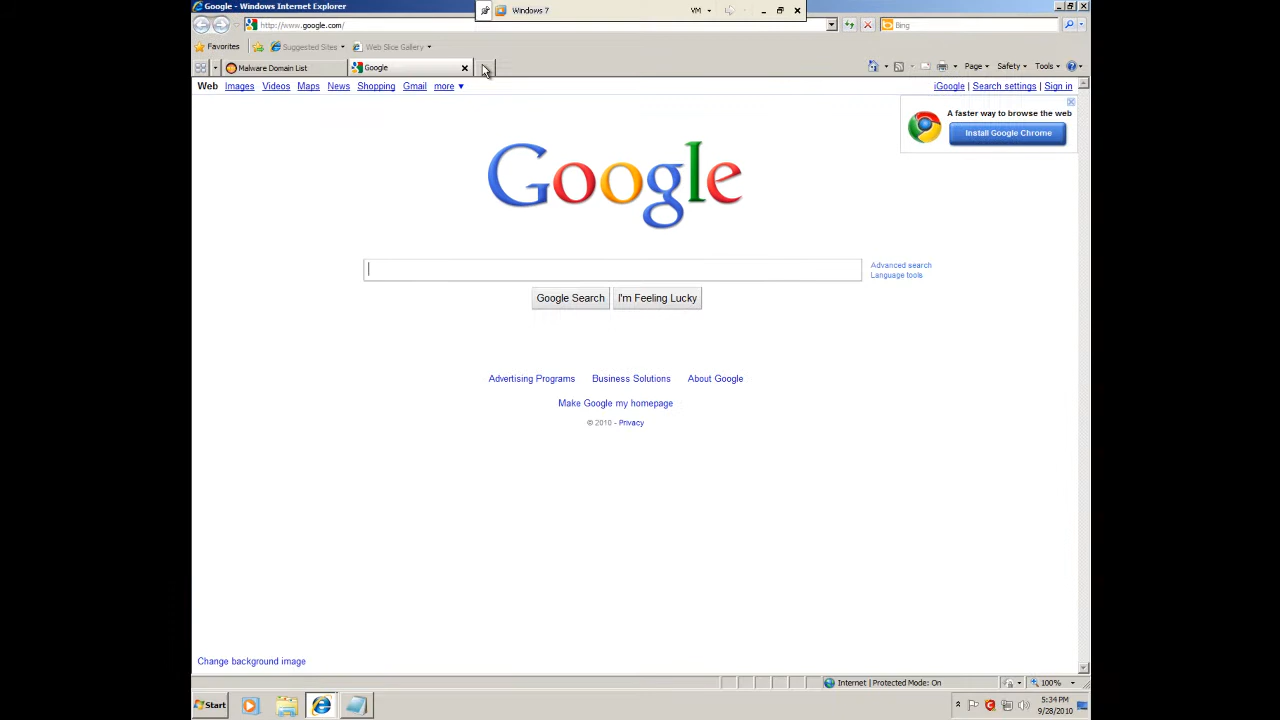 Google - Windows Internet Explorer
Windows 7
VM
http://www.google.com/
Bing
Favorites
Suggested Sites
Web Slice Gallery
Malware Domain List
Google
Page
Safety
Tools
Web Images Videos Maps News Shopping Gmail more ▼
iGoogle | Search settings | Sign in
A faster way to browse the web
Install Google Chrome
Google
Advanced search
Language tools
Google Search
I'm Feeling Lucky
Advertising Programs Business Solutions About Google
Make Google my homepage
© 2010 - Privacy
Change background image
Internet | Protected Mode: On
100%
Start
5:34 PM
9/28/2010